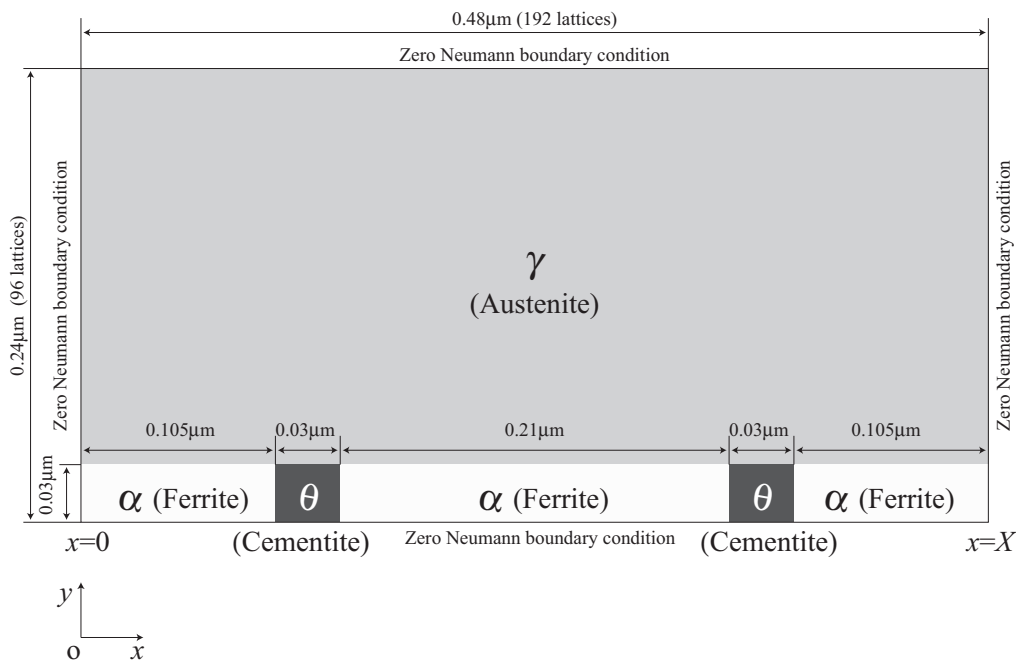 0.48μm (192 lattices)
Zero Neumann boundary condition
0.24μm (96 lattices)
Zero Neumann boundary condition
γ
(Austenite)
Zero Neumann boundary condition
0.105μm
0.03μm
0.21μm
0.03μm
0.105μm
0.03μm
α (Ferrite)
θ
α (Ferrite)
θ
α (Ferrite)
x=0
(Cementite)
Zero Neumann boundary condition
(Cementite)
x=X
y
o
x